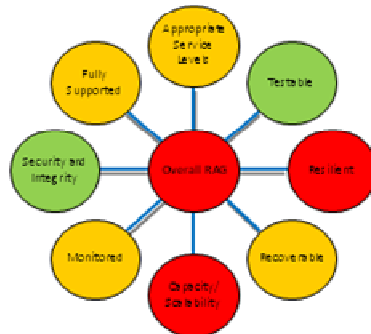 Appropriate
Service
Levels
Fully
Supported
Testable
Security and
Integrity
Overall RAG
Resilient
Monitored
Recoverable
Capacity/
Scalability